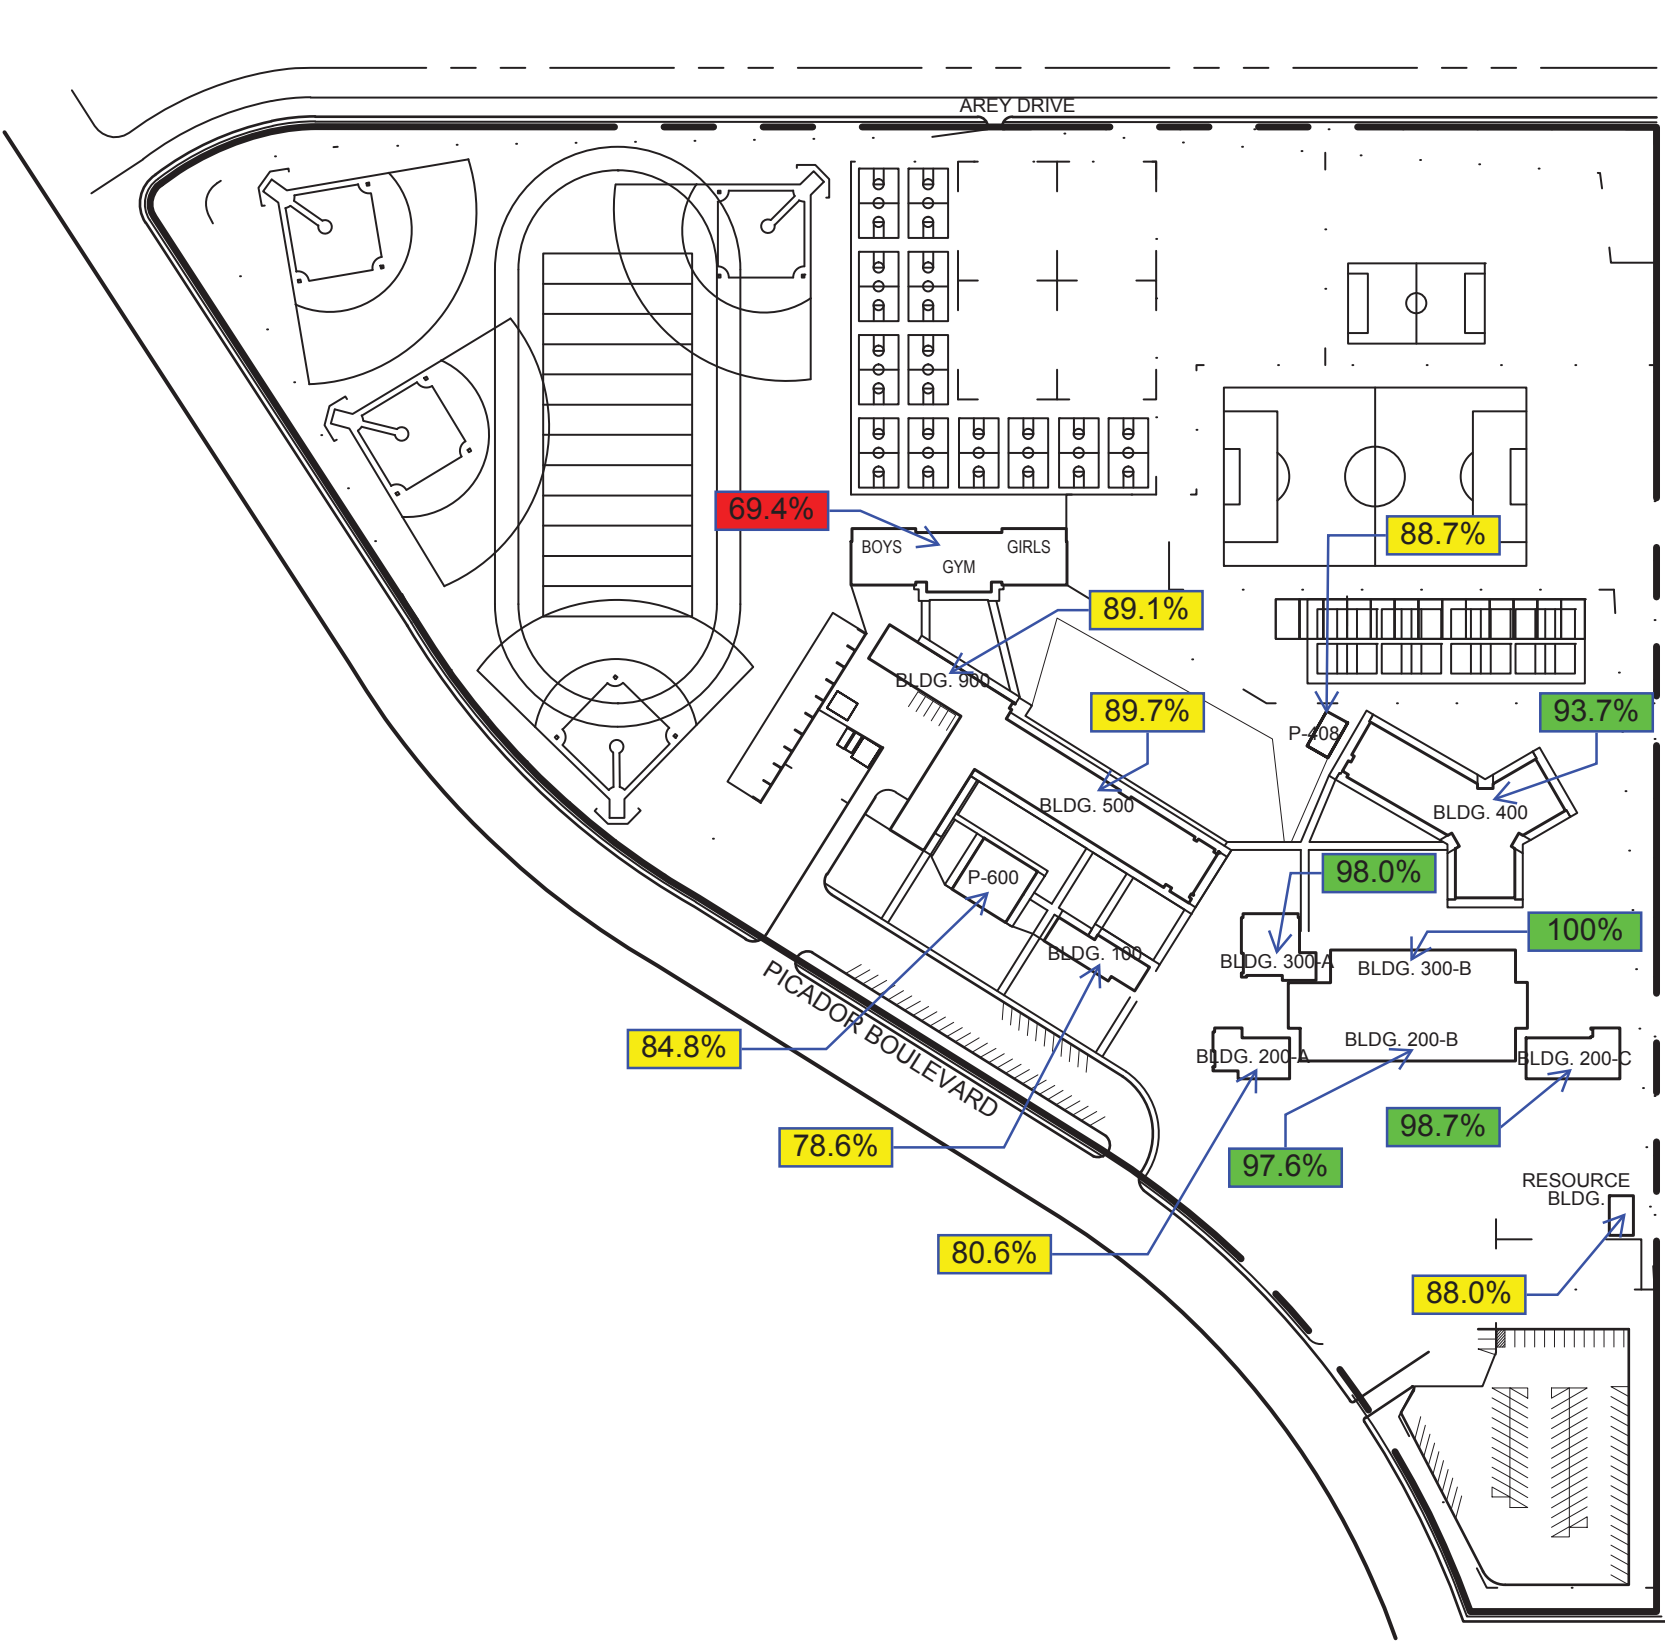 AREY DRIVE
69.4%
BOYS
GIRLS
GYM
88.7%
89.1%
BLDG. 900
89.7%
93.7%
P-408
BLDG. 500
BLDG. 400
98.0%
P-600
100%
BLDG. 100
BLDG. 300-A
BLDG. 300-B
PICADOR BOULEVARD
84.8%
BLDG. 200-A
BLDG. 200-B
BLDG. 200-C
78.6%
98.7%
97.6%
RESOURCE
BLDG.
80.6%
88.0%